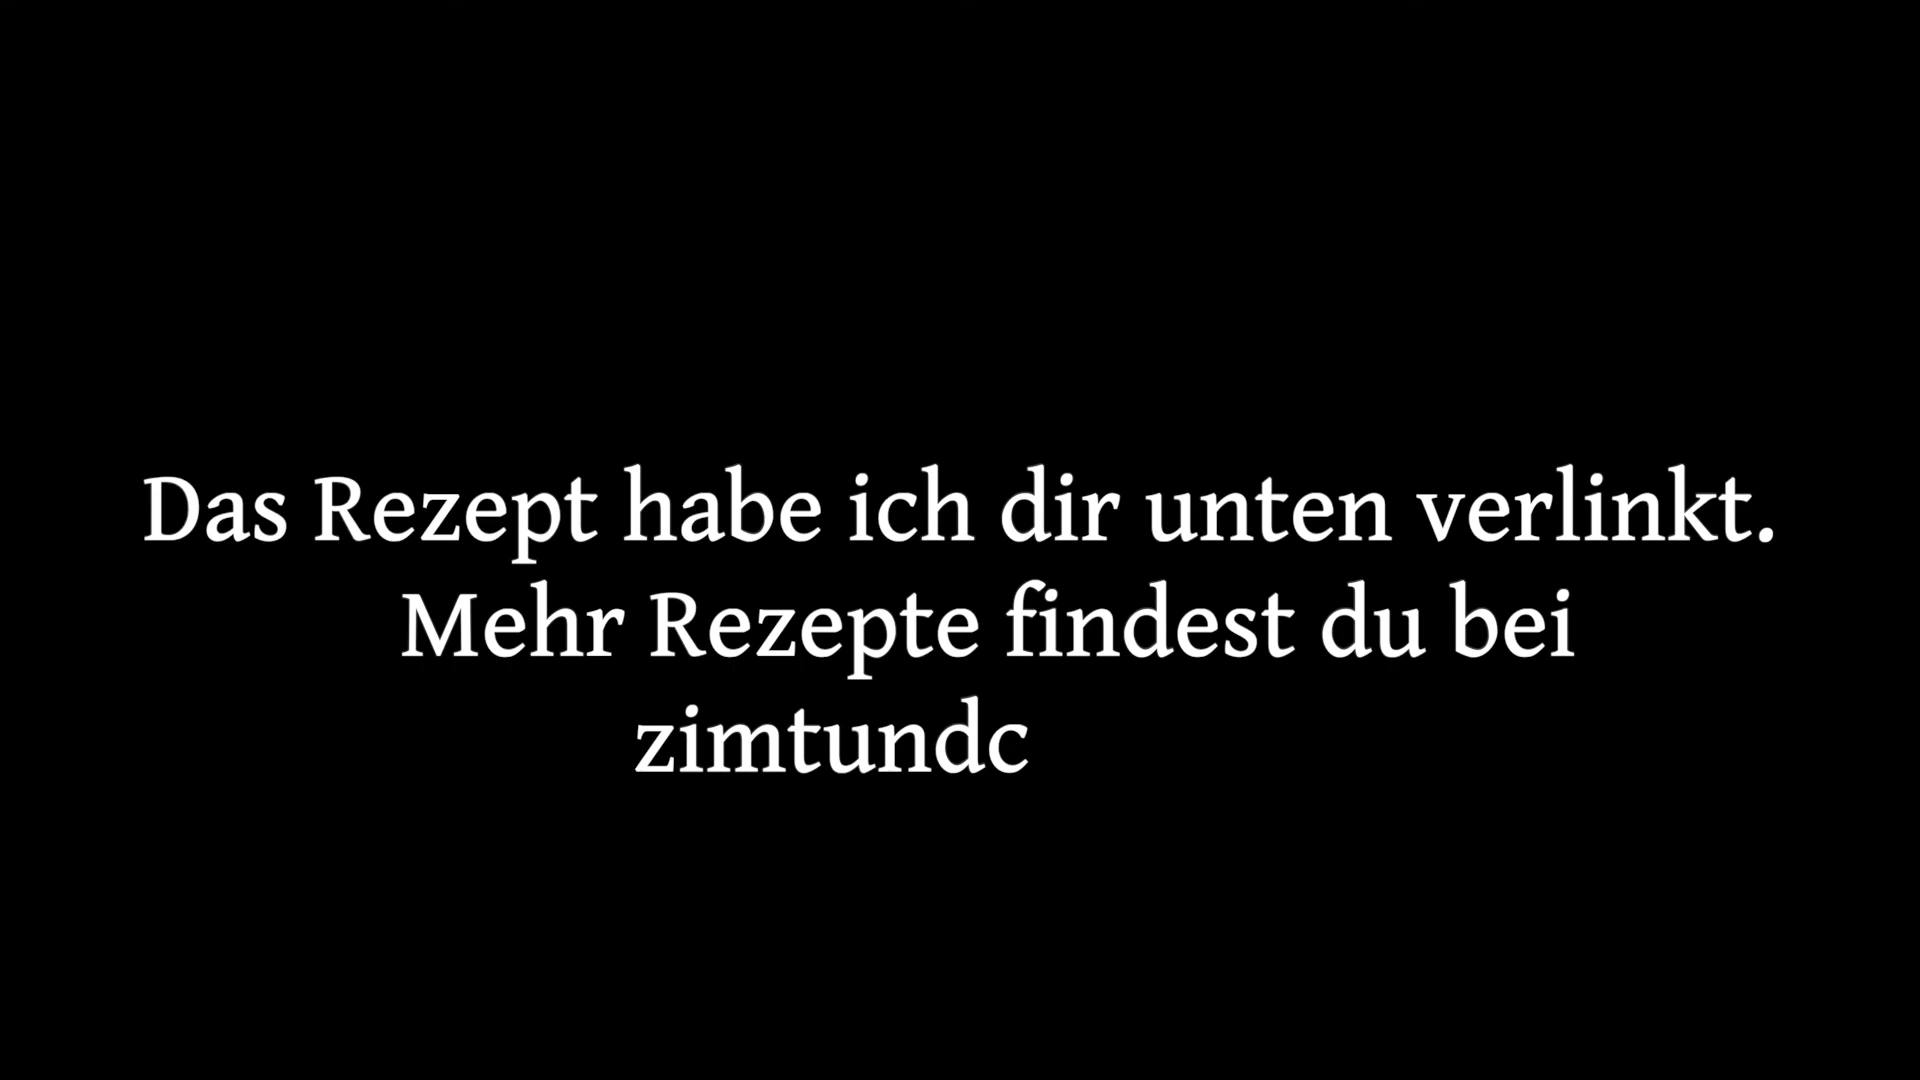 Das Rezept habe ich dir unten verlinkt.
Mehr Rezepte findest du bei
zimtundc